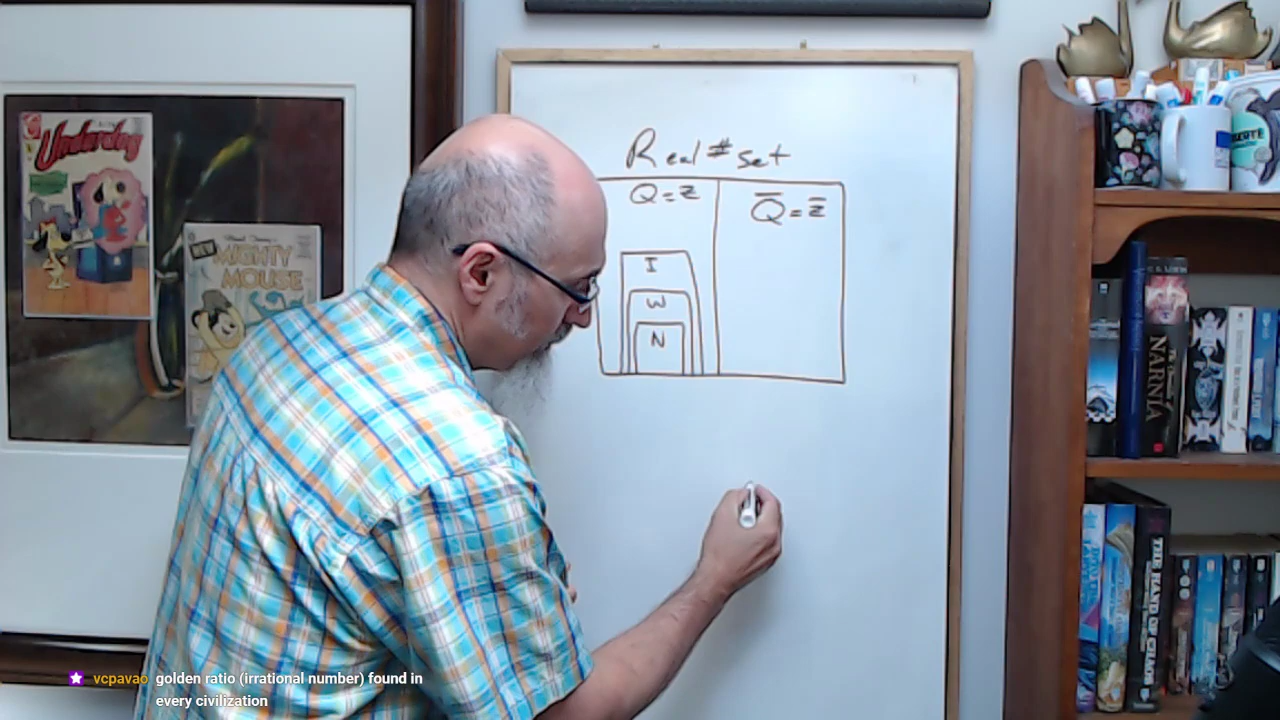 Underdog
NEW
MIGHTY
MOUSE
Real # set
Q = z
Q̅ = z̅
I
W
N
NARNIA
THE HAND OF CHAOS
vcpavao golden ratio (irrational number) found in
every civilization